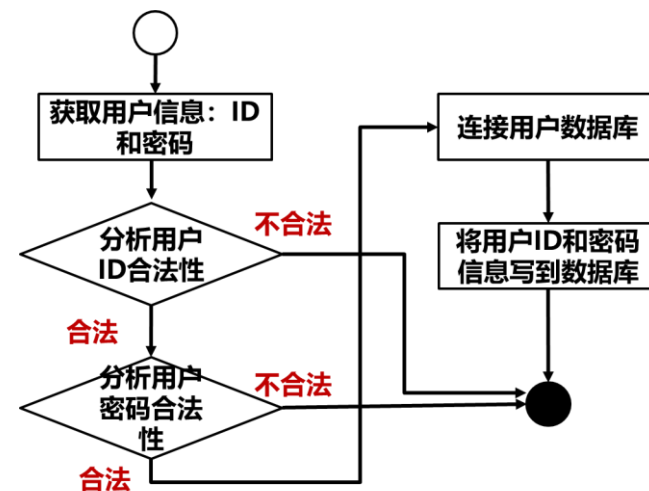 获取用户信息：ID
和密码
分析用户
ID合法性
不合法
合法
分析用户
密码合法
性
不合法
合法
连接用户数据库
将用户ID和密码
信息写到数据库